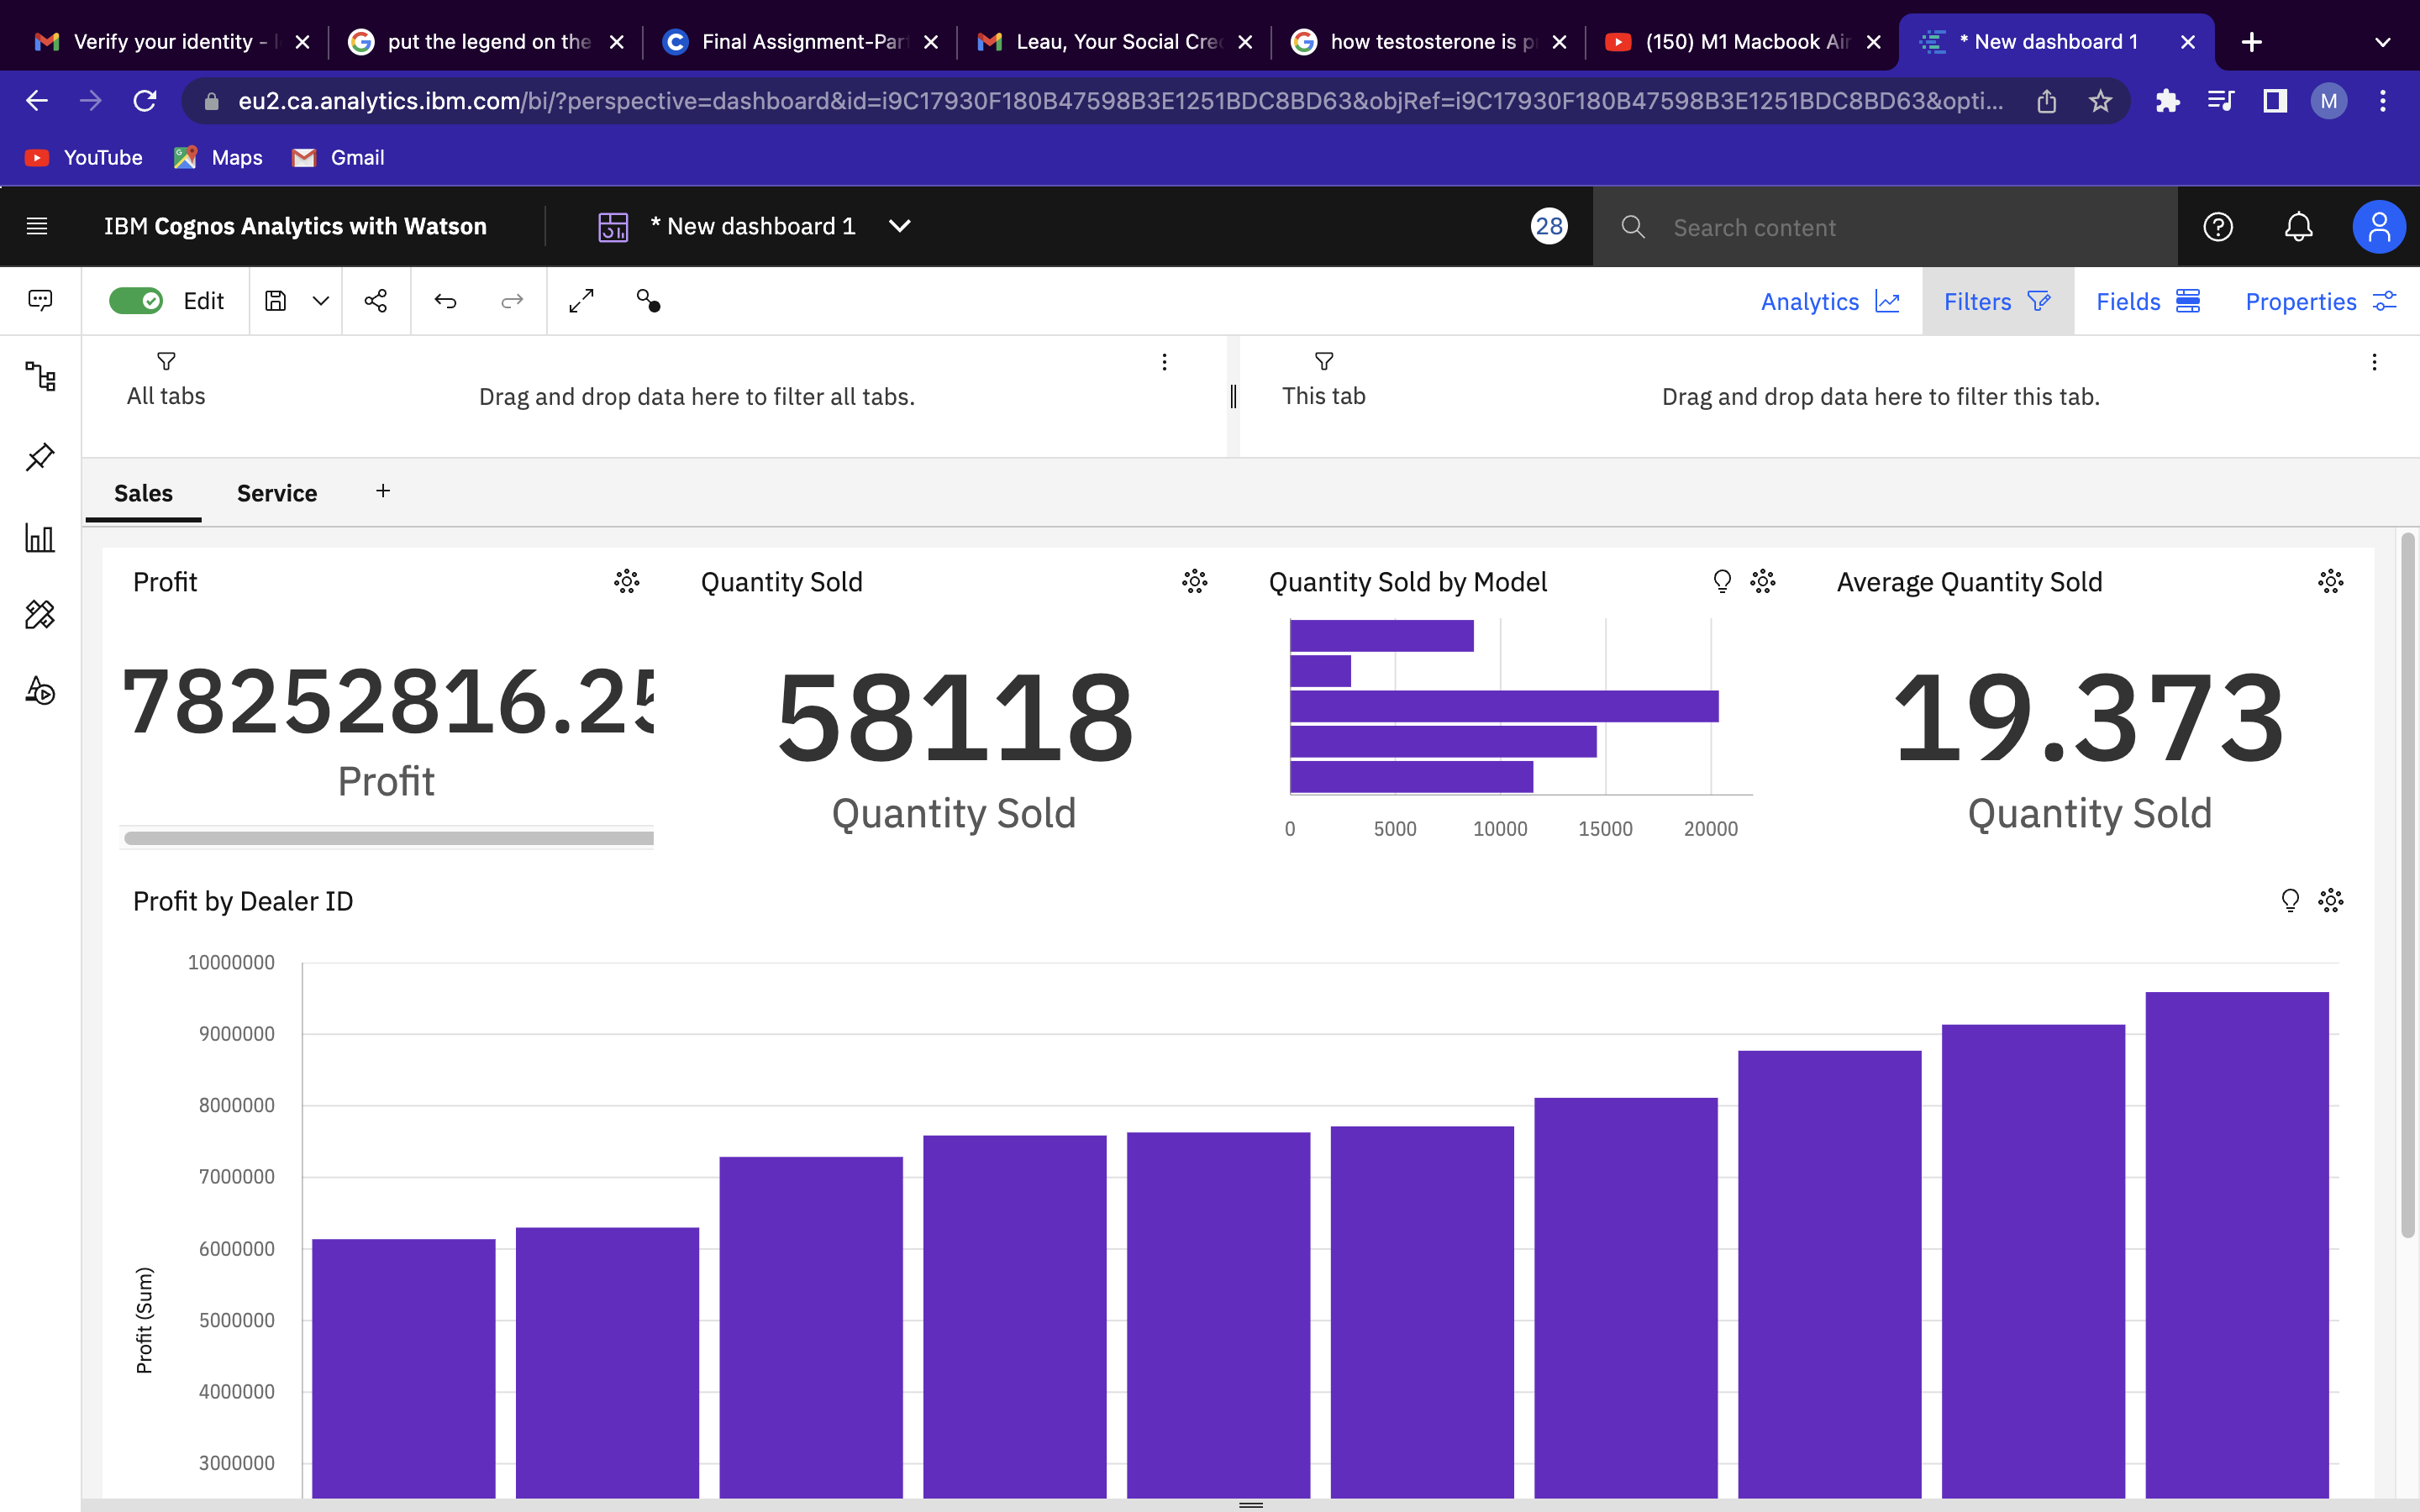 Verify your identity -
put the legend on the
Final Assignment-Par
Leau, Your Social Cre
how testosterone is p
(150) M1 Macbook Air
* New dashboard 1
eu2.ca.analytics.ibm.com/bi/?perspective=dashboard&id=i9C17930F180B47598B3E1251BDC8BD63&objRef=i9C17930F180B47598B3E1251BDC8BD63&opti...
M
YouTube
Maps
Gmail
IBM Cognos Analytics with Watson
* New dashboard 1
28
Search content
Edit
Analytics
Filters
Fields
Properties
All tabs
Drag and drop data here to filter all tabs.
This tab
Drag and drop data here to filter this tab.
Sales
Service
Profit
78252816.25
Profit
Quantity Sold
58118
Quantity Sold
Quantity Sold by Model
0 5000 10000 15000 20000
Average Quantity Sold
19.373
Quantity Sold
Profit by Dealer ID
Profit (Sum)
10000000
9000000
8000000
7000000
6000000
5000000
4000000
3000000